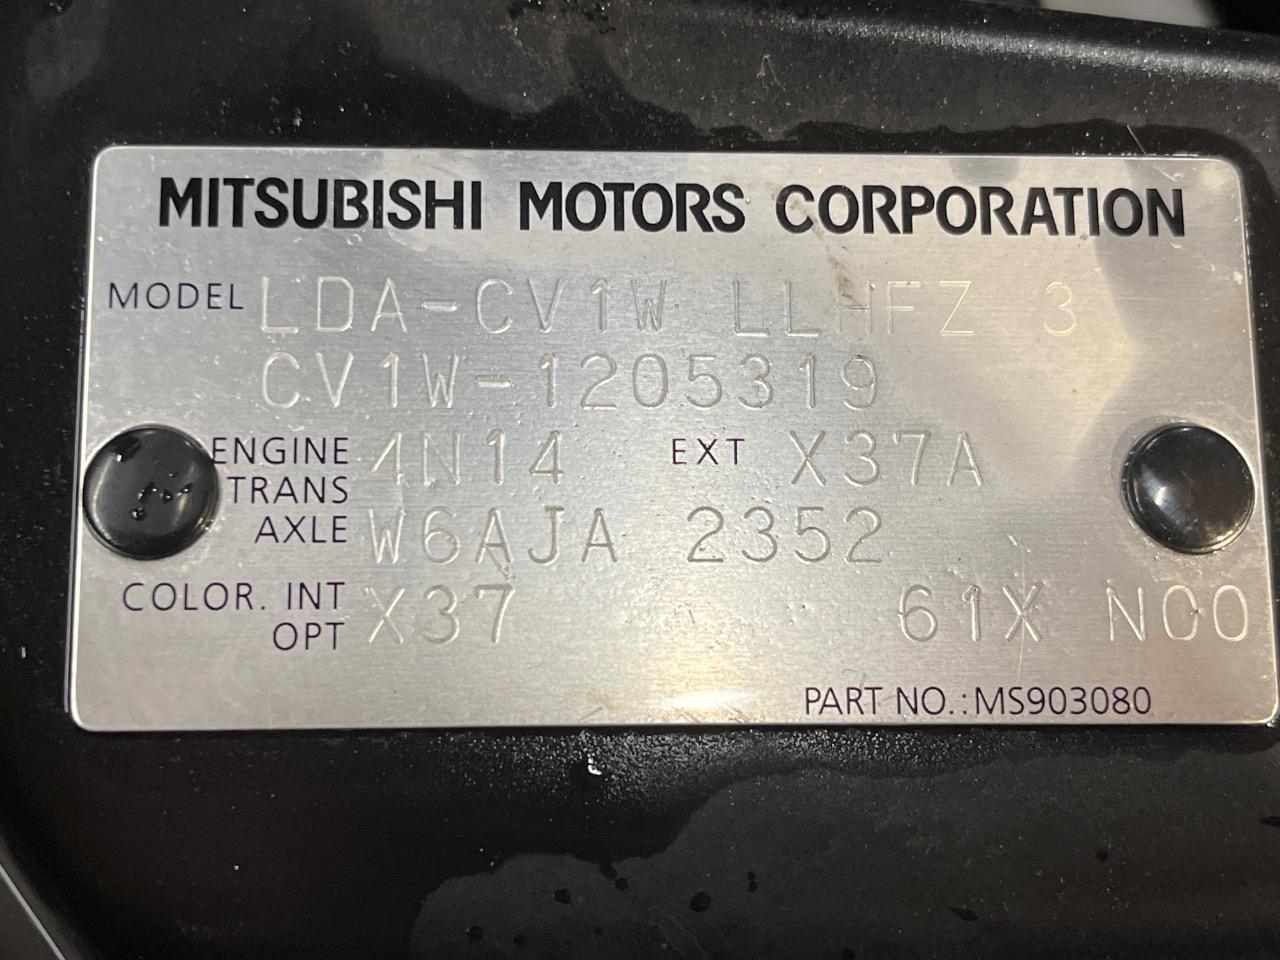 MITSUBISHI MOTORS CORPORATION
MODEL LDA-CV1W LLHFZ 3
CV1W-1205319
ENGINE 4N14 EXT X37A
TRANS
AXLE W6AJA 2352
COLOR. INT X37 61X N00
OPT
PART NO.:MS903080